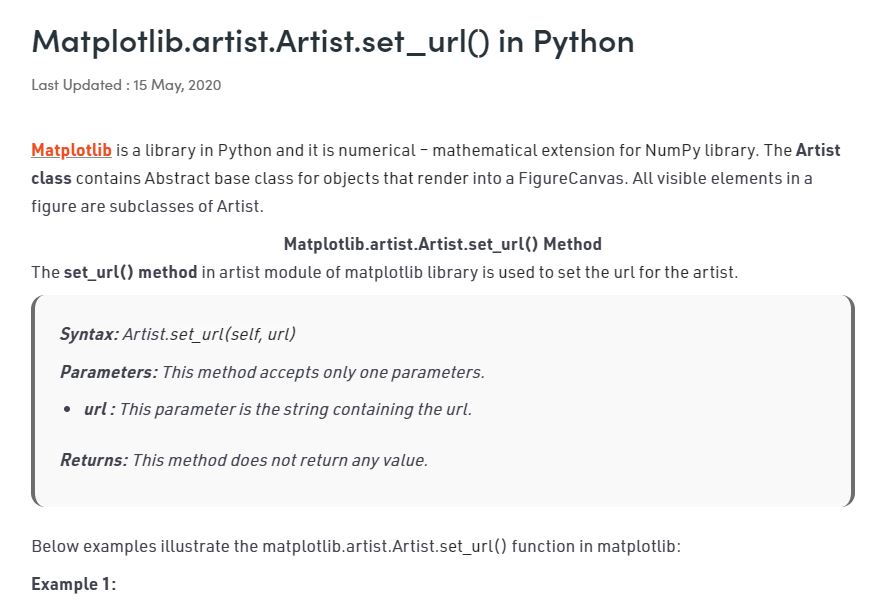 Matplotlib.artist.Artist.set_url() in Python
Last Updated : 15 May, 2020
Matplotlib is a library in Python and it is numerical – mathematical extension for NumPy library. The Artist
class contains Abstract base class for objects that render into a FigureCanvas. All visible elements in a
figure are subclasses of Artist.
Matplotlib.artist.Artist.set_url() Method
The set_url() method in artist module of matplotlib library is used to set the url for the artist.
Syntax: Artist.set_url(self, url)
Parameters: This method accepts only one parameters.
• url : This parameter is the string containing the url.
Returns: This method does not return any value.
Below examples illustrate the matplotlib.artist.Artist.set_url() function in matplotlib:
Example 1: